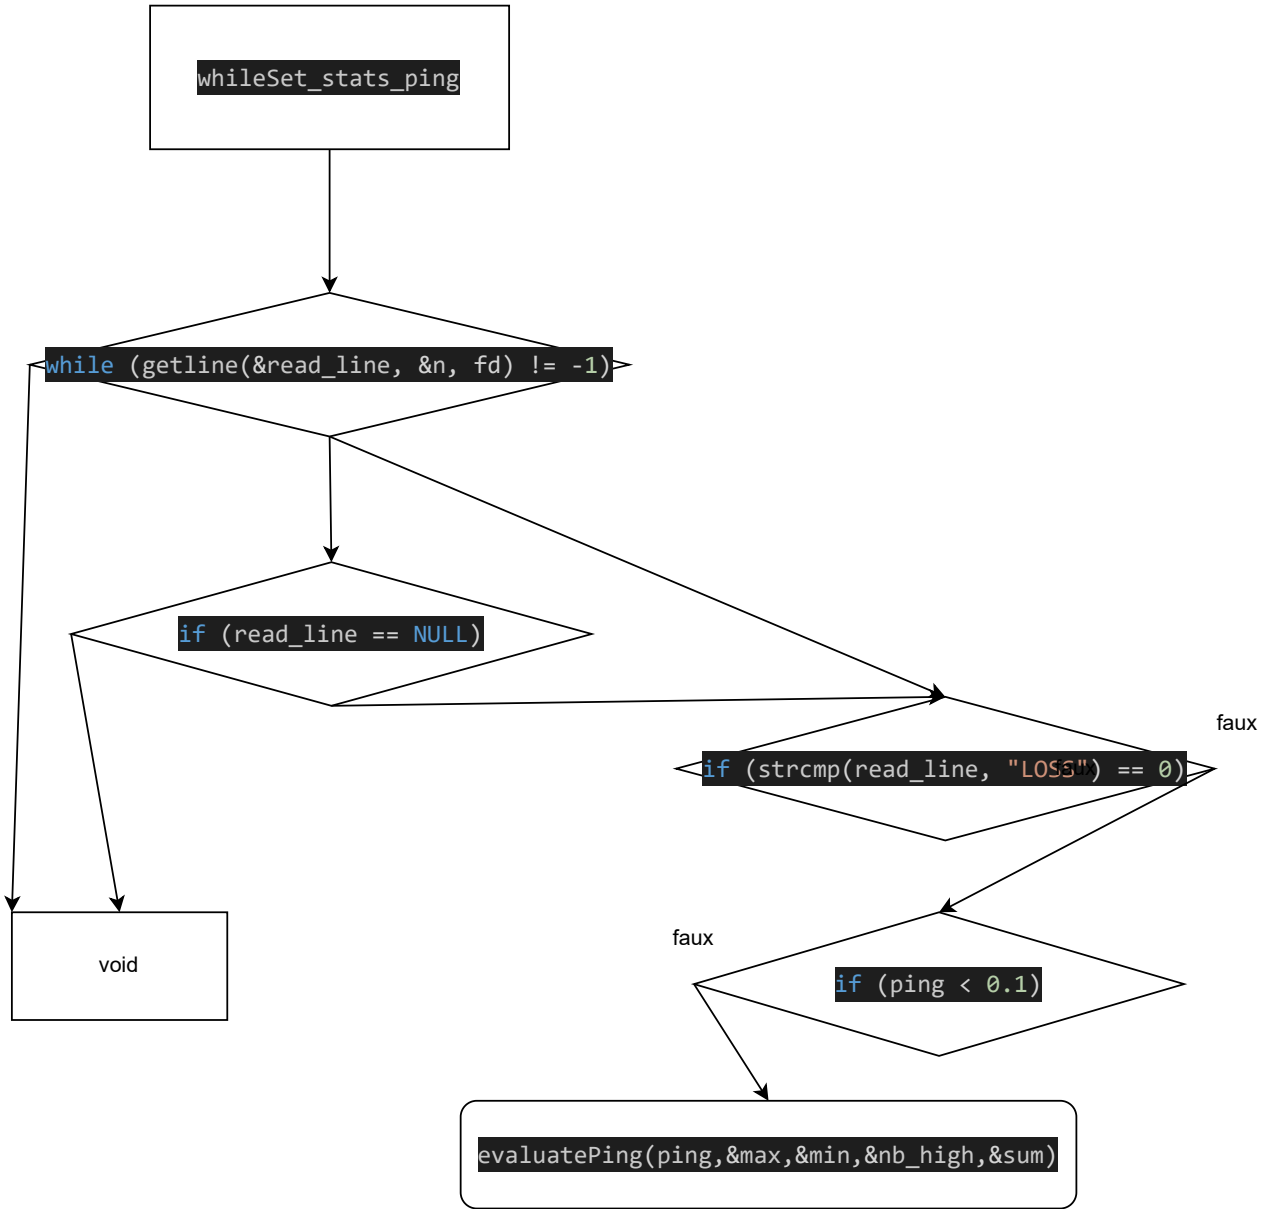 whileSet_stats_ping
while (getline(&read_line, &n, fd) != -1)
if (read_line == NULL)
faux
if (strcmp(read_line, "LOSS") == 0)
faux
faux
void
if (ping < 0.1)
evaluatePing(ping,&max,&min,&nb_high,&sum)